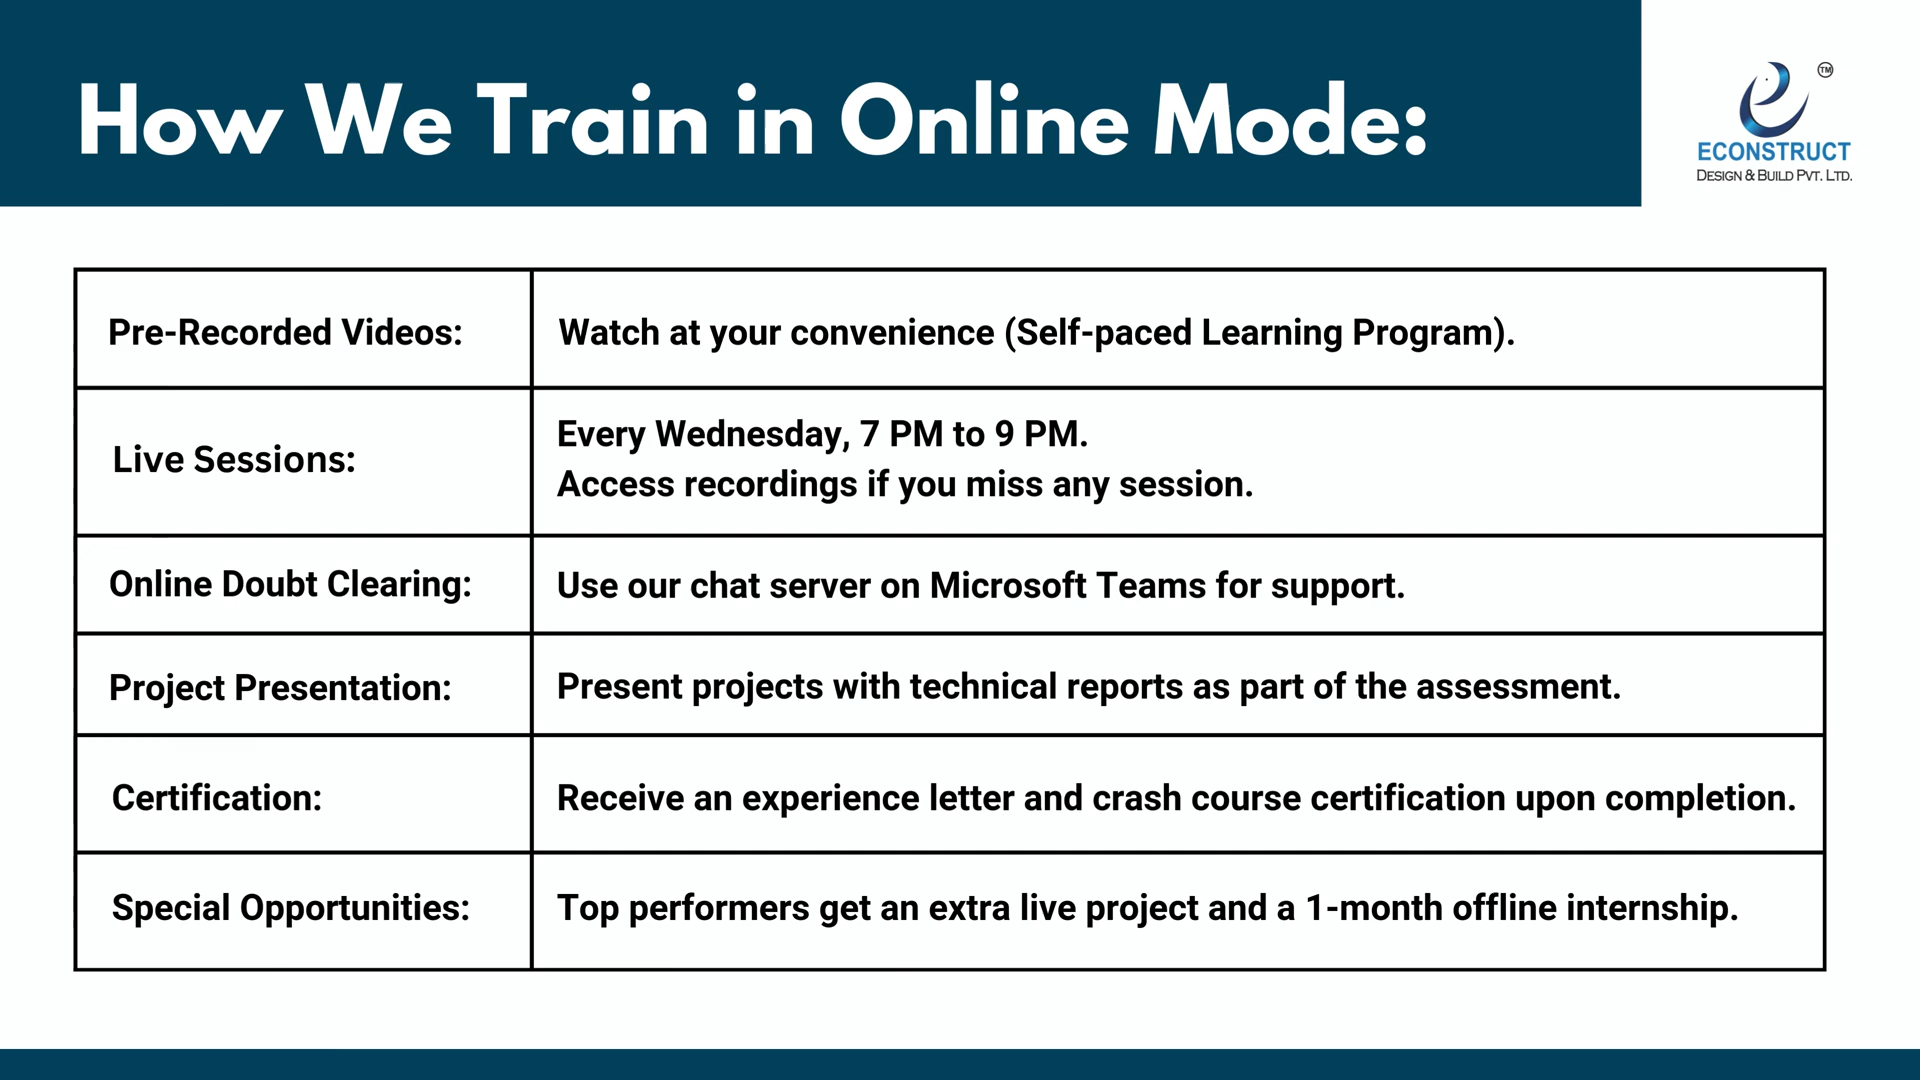 How We Train in Online Mode:
TM
ECONSTRUCT
DESIGN & BUILD PVT. LTD.
Pre-Recorded Videos:
Watch at your convenience (Self-paced Learning Program).
Live Sessions:
Every Wednesday, 7 PM to 9 PM.
Access recordings if you miss any session.
Online Doubt Clearing:
Use our chat server on Microsoft Teams for support.
Project Presentation:
Present projects with technical reports as part of the assessment.
Certification:
Receive an experience letter and crash course certification upon completion.
Special Opportunities:
Top performers get an extra live project and a 1-month offline internship.